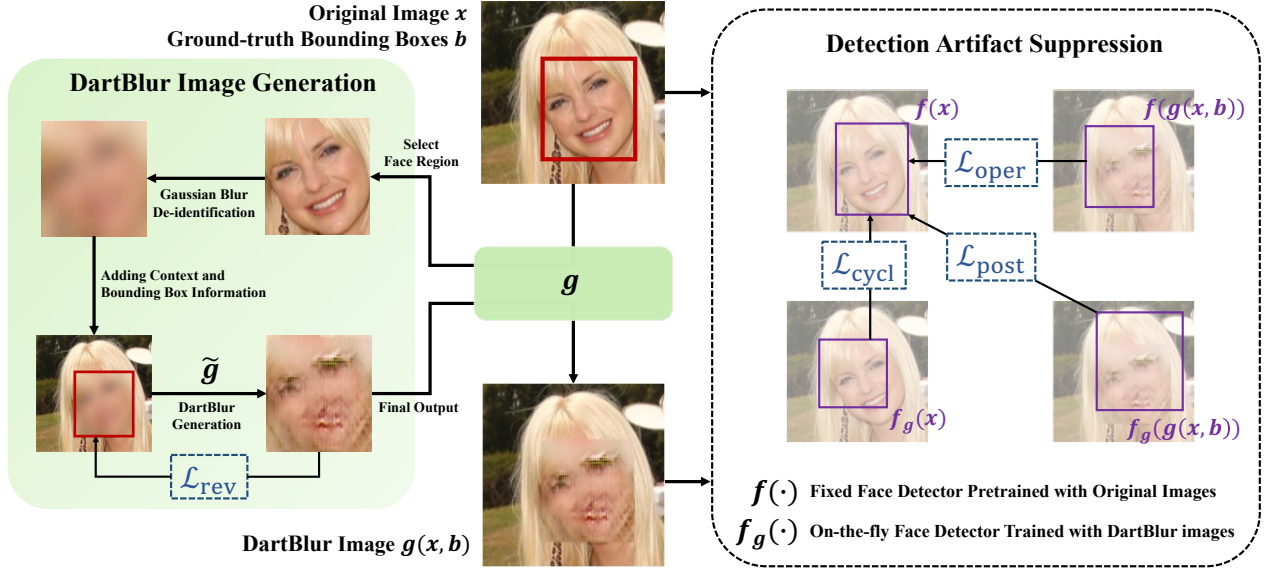 Original Image x
Ground-truth Bounding Boxes b
DartBlur Image Generation
Select
Face Region
Gaussian Blur
De-identification
Adding Context and
Bounding Box Information
g̃
DartBlur
Generation
Final Output
ℒrev
g
DartBlur Image g(x, b)
Detection Artifact Suppression
f(x)
f(g(x, b))
ℒoper
ℒcycl
ℒpost
fg(x)
fg(g(x, b))
f(·) Fixed Face Detector Pretrained with Original Images
fg(·) On-the-fly Face Detector Trained with DartBlur images